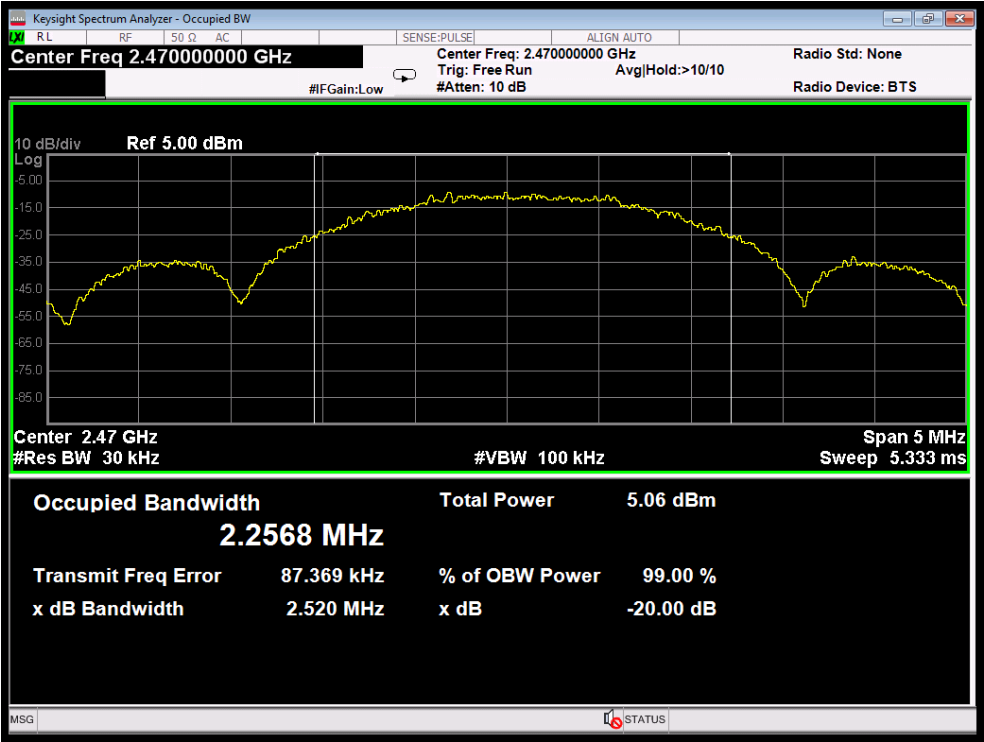 Keysight Spectrum Analyzer - Occupied BW
LXI RL RF 50 Ω AC SENSE:PULSE ALIGN AUTO
Center Freq 2.470000000 GHz
Center Freq: 2.470000000 GHz Radio Std: None
Trig: Free Run Avg|Hold:>10/10
#IFGain:Low #Atten: 10 dB Radio Device: BTS
10 dB/div Ref 5.00 dBm
Log
-5.00
-15.0
-25.0
-35.0
-45.0
-55.0
-65.0
-75.0
-85.0
Center 2.47 GHz Span 5 MHz
#Res BW 30 kHz #VBW 100 kHz Sweep 5.333 ms
Occupied Bandwidth Total Power 5.06 dBm
2.2568 MHz
Transmit Freq Error 87.369 kHz % of OBW Power 99.00 %
x dB Bandwidth 2.520 MHz x dB -20.00 dB
MSG STATUS